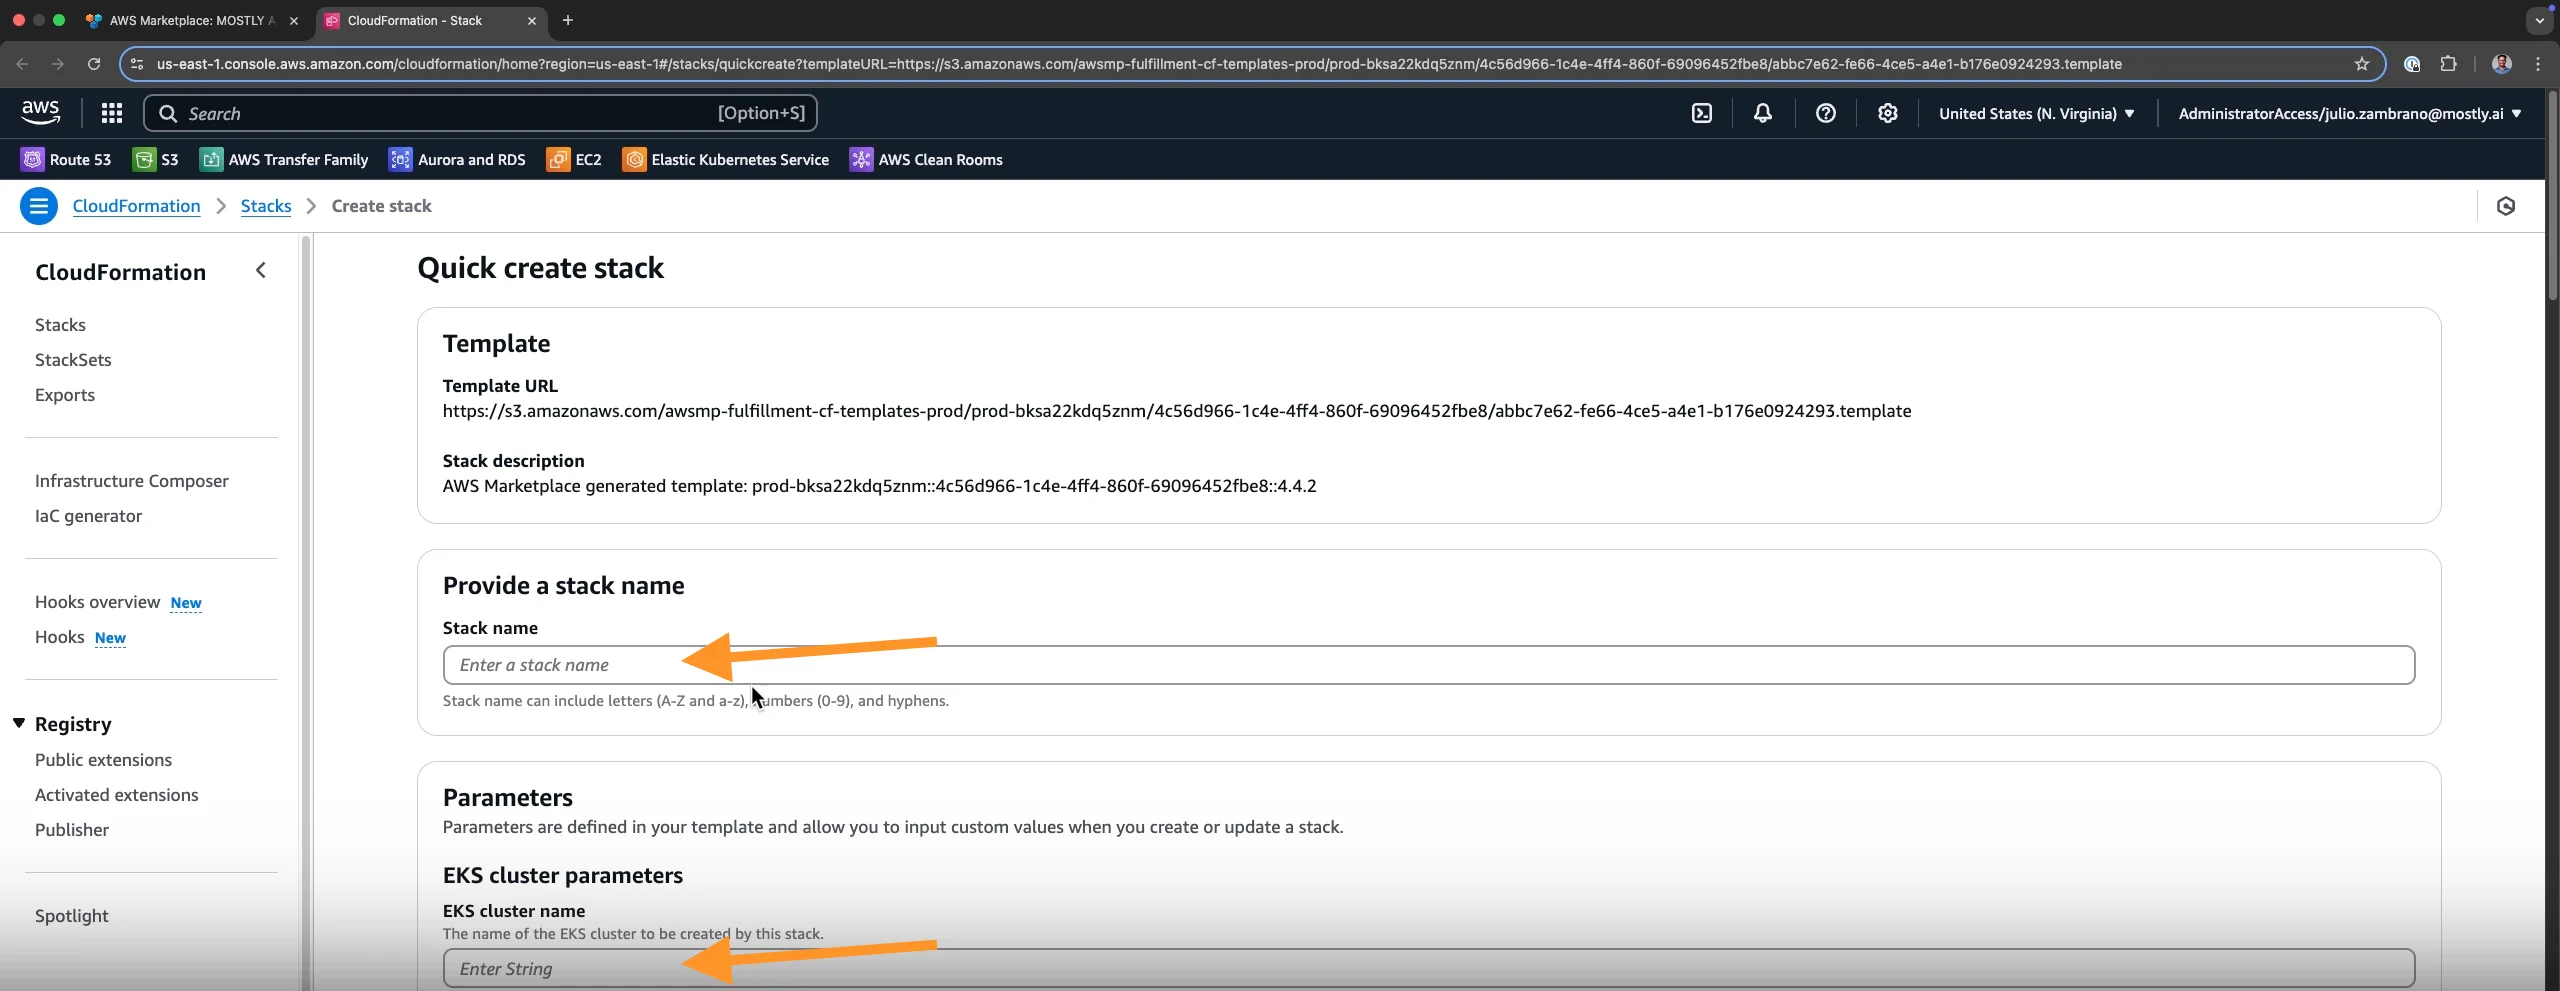 AWS Marketplace: MOSTLY A
CloudFormation - Stack
us-east-1.console.aws.amazon.com/cloudformation/home?region=us-east-1#/stacks/quickcreate?templateURL=https://s3.amazonaws.com/awsmp-fulfillment-cf-templates-prod/prod-bksa22kdq5znm/4c56d966-1c4e-4ff4-860f-69096452fbe8/abbc7e62-fe66-4ce5-a4e1-b176e0924293.template
aws
Search
[Option+S]
United States (N. Virginia)
AdministratorAccess/julio.zambrano@mostly.ai
Route 53
S3
AWS Transfer Family
Aurora and RDS
EC2
Elastic Kubernetes Service
AWS Clean Rooms
CloudFormation
Stacks
Create stack
CloudFormation
Stacks
StackSets
Exports
Infrastructure Composer
IaC generator
Hooks overview New
Hooks New
Registry
Public extensions
Activated extensions
Publisher
Spotlight
Quick create stack
Template
Template URL
https://s3.amazonaws.com/awsmp-fulfillment-cf-templates-prod/prod-bksa22kdq5znm/4c56d966-1c4e-4ff4-860f-69096452fbe8/abbc7e62-fe66-4ce5-a4e1-b176e0924293.template
Stack description
AWS Marketplace generated template: prod-bksa22kdq5znm::4c56d966-1c4e-4ff4-860f-69096452fbe8::4.4.2
Provide a stack name
Stack name
Enter a stack name
Stack name can include letters (A-Z and a-z), numbers (0-9), and hyphens.
Parameters
Parameters are defined in your template and allow you to input custom values when you create or update a stack.
EKS cluster parameters
EKS cluster name
The name of the EKS cluster to be created by this stack.
Enter String